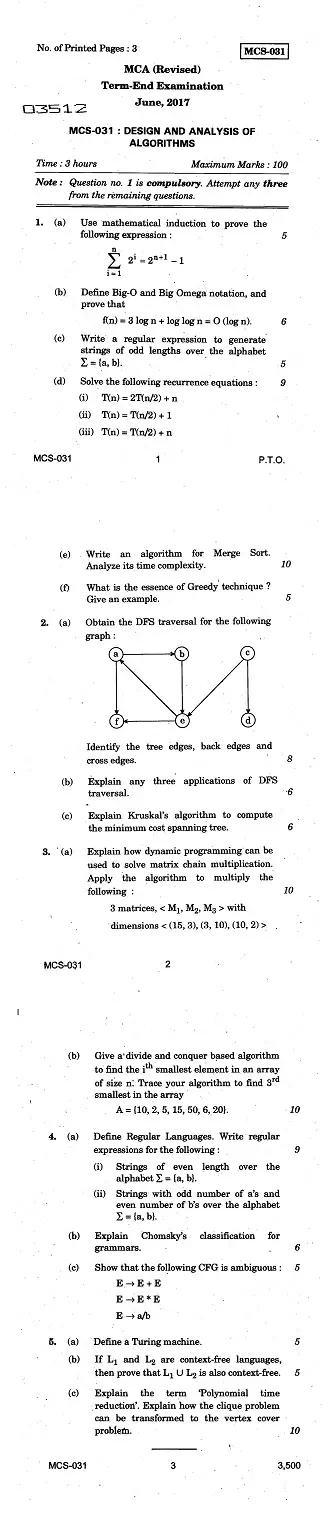 No. of Printed Pages : 3
MCS-031
MCA (Revised)
Term-End Examination
03512
June, 2017
MCS-031 : DESIGN AND ANALYSIS OF
ALGORITHMS
Time : 3 hours Maximum Marks : 100
Note : Question no. 1 is compulsory. Attempt any three
from the remaining questions.
1. (a) Use mathematical induction to prove the
following expression : 5
n
∑ 2^i = 2^(n+1) − 1
i = 1
(b) Define Big-O and Big Omega notation, and
prove that
f(n) = 3 log n + log log n = O (log n). 6
(c) Write a regular expression to generate
strings of odd lengths over the alphabet
Σ = {a, b}. 5
(d) Solve the following recurrence equations : 9
(i) T(n) = 2T(n/2) + n
(ii) T(n) = T(n/2) + 1
(iii) T(n) = T(n/2) + n
MCS-031 1 P.T.O.
(e) Write an algorithm for Merge Sort.
Analyze its time complexity. 10
(f) What is the essence of Greedy technique ?
Give an example. 5
2. (a) Obtain the DFS traversal for the following
graph :
a b c
f e d
Identify the tree edges, back edges and
cross edges. 8
(b) Explain any three applications of DFS
traversal. 6
(c) Explain Kruskal's algorithm to compute
the minimum cost spanning tree. 6
3. (a) Explain how dynamic programming can be
used to solve matrix chain multiplication.
Apply the algorithm to multiply the
following : 10
3 matrices, < M₁, M₂, M₃ > with
dimensions < (15, 3), (3, 10), (10, 2) >
MCS-031 2
(b) Give a divide and conquer based algorithm
to find the i^th smallest element in an array
of size n. Trace your algorithm to find 3^rd
smallest in the array
A = {10, 2, 5, 15, 50, 6, 20}. 10
4. (a) Define Regular Languages. Write regular
expressions for the following : 9
(i) Strings of even length over the
alphabet Σ = {a, b}.
(ii) Strings with odd number of a's and
even number of b's over the alphabet
Σ = {a, b}.
(b) Explain Chomsky's classification for
grammars. 6
(c) Show that the following CFG is ambiguous : 5
E → E + E
E → E * E
E → a/b
5. (a) Define a Turing machine. 5
(b) If L₁ and L₂ are context-free languages,
then prove that L₁ ∪ L₂ is also context-free. 5
(c) Explain the term 'Polynomial time
reduction'. Explain how the clique problem
can be transformed to the vertex cover
problem. 10
MCS-031 3 3,500